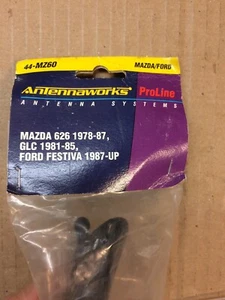 44-MZ60 MAZDA/FORD
Antennaworks® ProLine
ANTENNA SYSTEMS
MAZDA 626 1978-87,
GLC 1981-85,
FORD FESTIVA 1987-UP